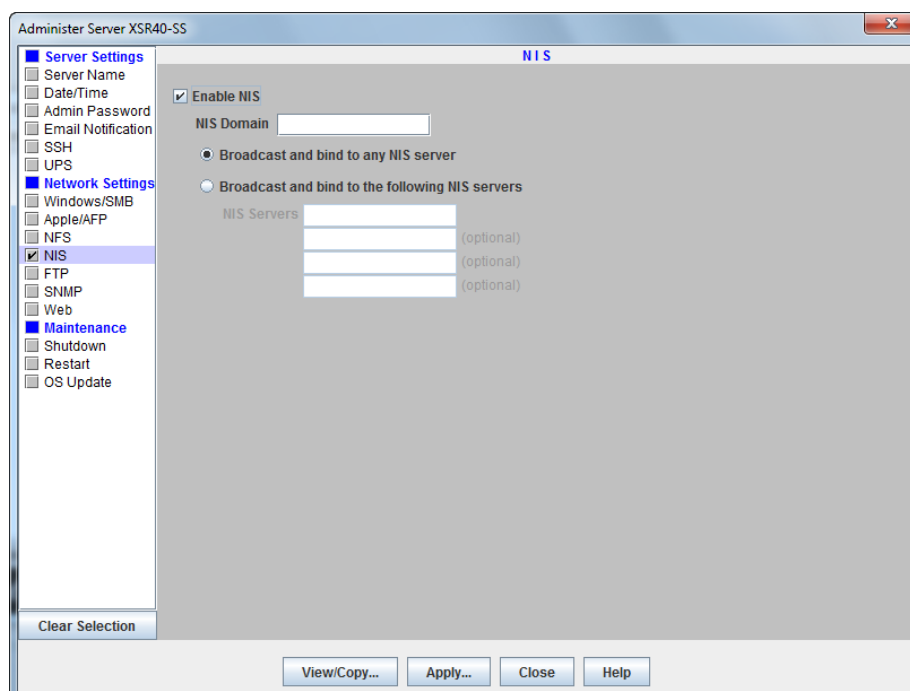 Administer Server XSR40-SS
x
Server Settings
Server Name
Date/Time
Admin Password
Email Notification
SSH
UPS
Network Settings
Windows/SMB
Apple/AFP
NFS
NIS
FTP
SNMP
Web
Maintenance
Shutdown
Restart
OS Update
Clear Selection
NIS
Enable NIS
NIS Domain
Broadcast and bind to any NIS server
Broadcast and bind to the following NIS servers
NIS Servers
(optional)
(optional)
(optional)
View/Copy... Apply... Close Help